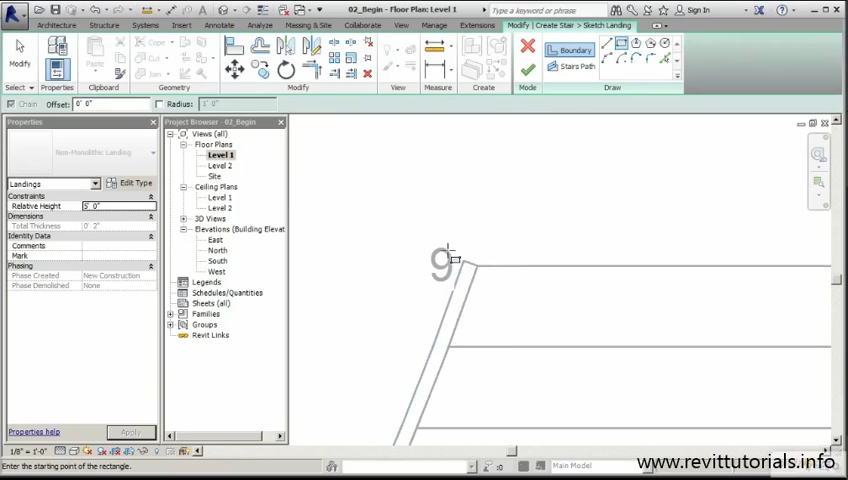 02_Begin - Floor Plan: Level 1
Type a keyword or phrase
Sign In
Architecture
Structure
Systems
Insert
Annotate
Analyze
Massing & Site
Collaborate
View
Manage
Extensions
Modify | Create Stair > Sketch Landing
Modify
Select
Properties
Paste
Clipboard
Cope
Cut
Join
Geometry
Modify
View
Measure
Create
Mode
Boundary
Stairs Path
Draw
Chain
Offset: 0' 0"
Radius: 1' 0"
Properties
Non-Monolithic Landing
Landings
Edit Type
Constraints
Relative Height
5' 0"
Dimensions
Total Thickness
0' 2"
Identity Data
Comments
Mark
Phasing
Phase Created
New Construction
Phase Demolished
None
Properties help
Apply
Project Browser - 02_Begin
Views (all)
Floor Plans
Level 1
Level 2
Site
Ceiling Plans
Level 1
Level 2
3D Views
Elevations (Building Elevat
East
North
South
West
Legends
Schedules/Quantities
Sheets (all)
Families
Groups
Revit Links
9
1/8" = 1'-0"
Enter the starting point of the rectangle.
:0
Main Model
www.revittutorials.info